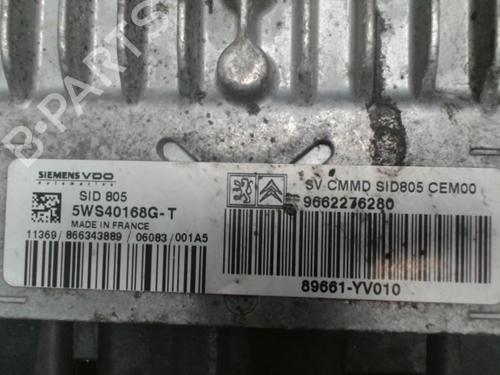 SIEMENS VDO
Automotive
SID 805
5WS40168G-T
MADE IN FRANCE
11369/866343889 /06083/001A5
SV CMMD SID805 CEM00
9662276280
89661-YV010